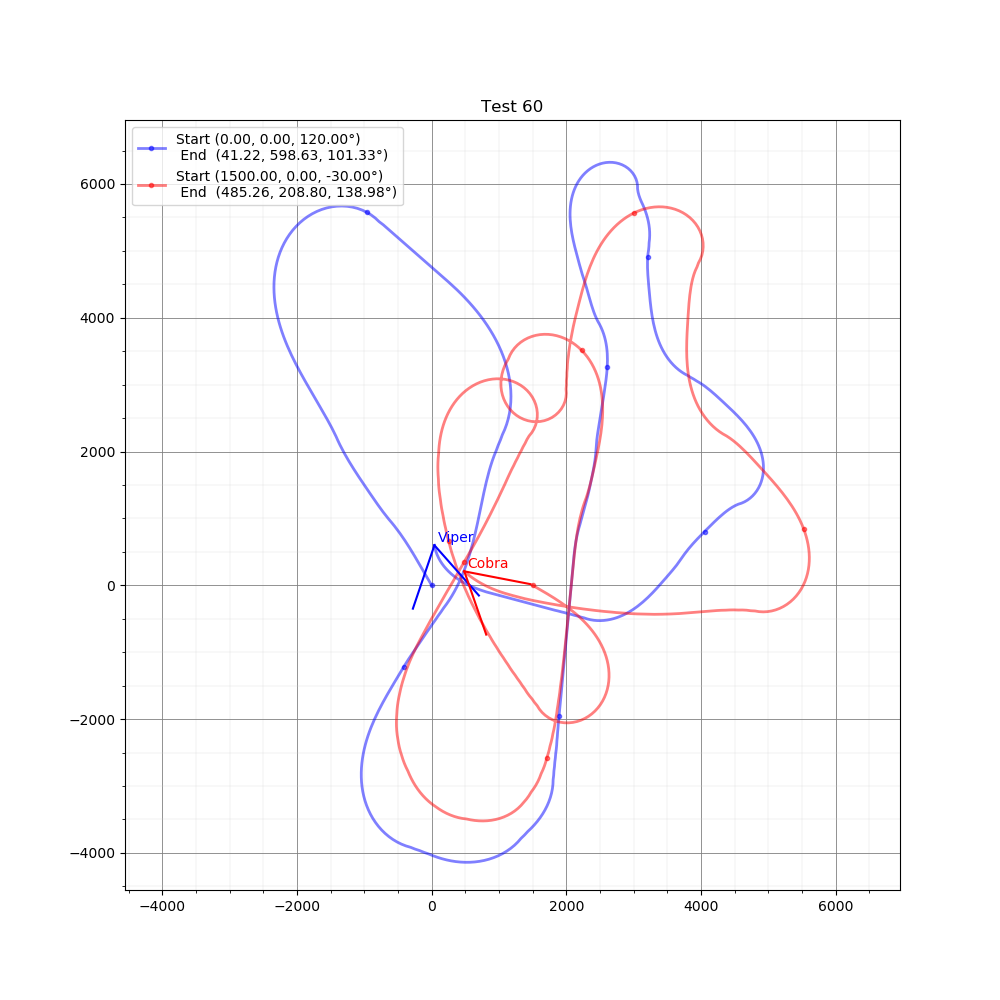 Test 60
Start (0.00, 0.00, 120.00°)
End (41.22, 598.63, 101.33°)
Start (1500.00, 0.00, -30.00°)
End (485.26, 208.80, 138.98°)
6000
4000
2000
0
−2000
−4000
Viper
Cobra
−4000 −2000 0 2000 4000 6000